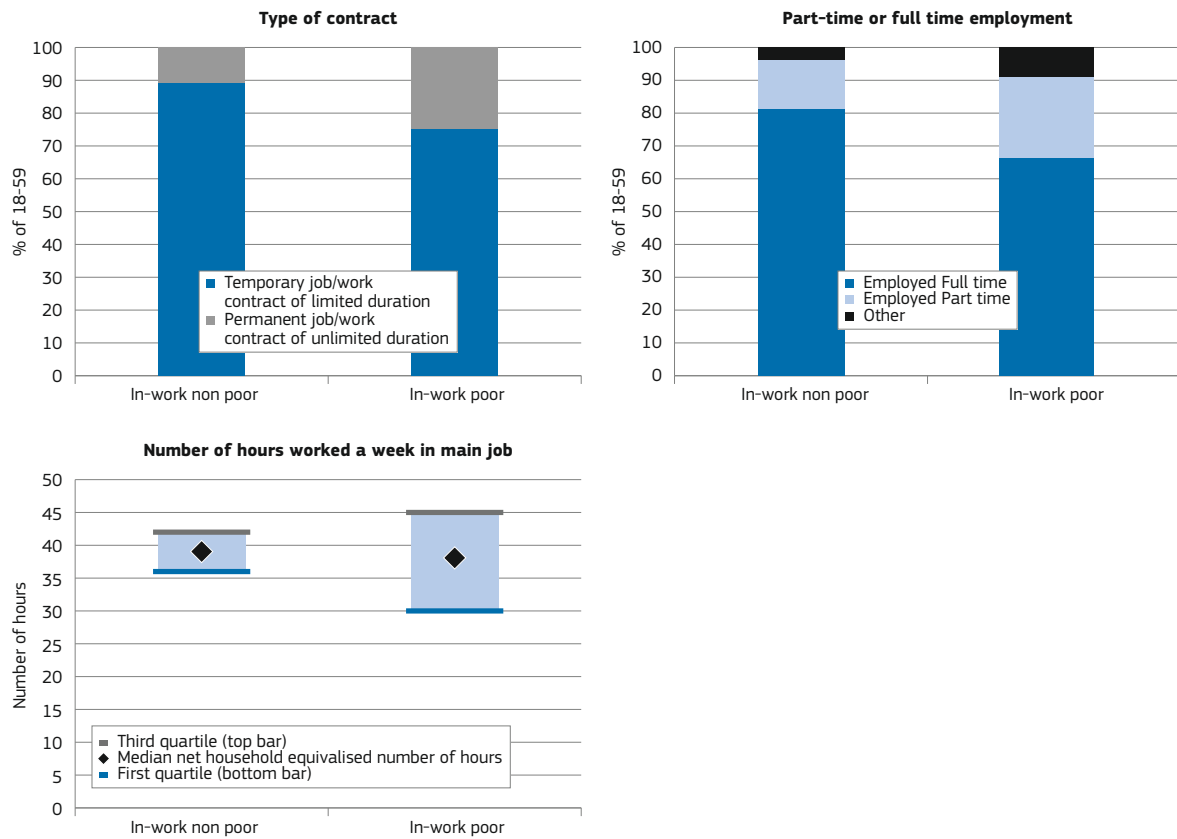 Type of contract
% of 18-59
100
90
80
70
60
50
40
30
20
10
0
Temporary job/work
contract of limited duration
Permanent job/work
contract of unlimited duration
In-work non poor
In-work poor
Part-time or full time employment
% of 18-59
100
90
80
70
60
50
40
30
20
10
0
Employed Full time
Employed Part time
Other
In-work non poor
In-work poor
Number of hours worked a week in main job
Number of hours
50
45
40
35
30
25
20
15
10
5
0
Third quartile (top bar)
Median net household equivalised number of hours
First quartile (bottom bar)
In-work non poor
In-work poor